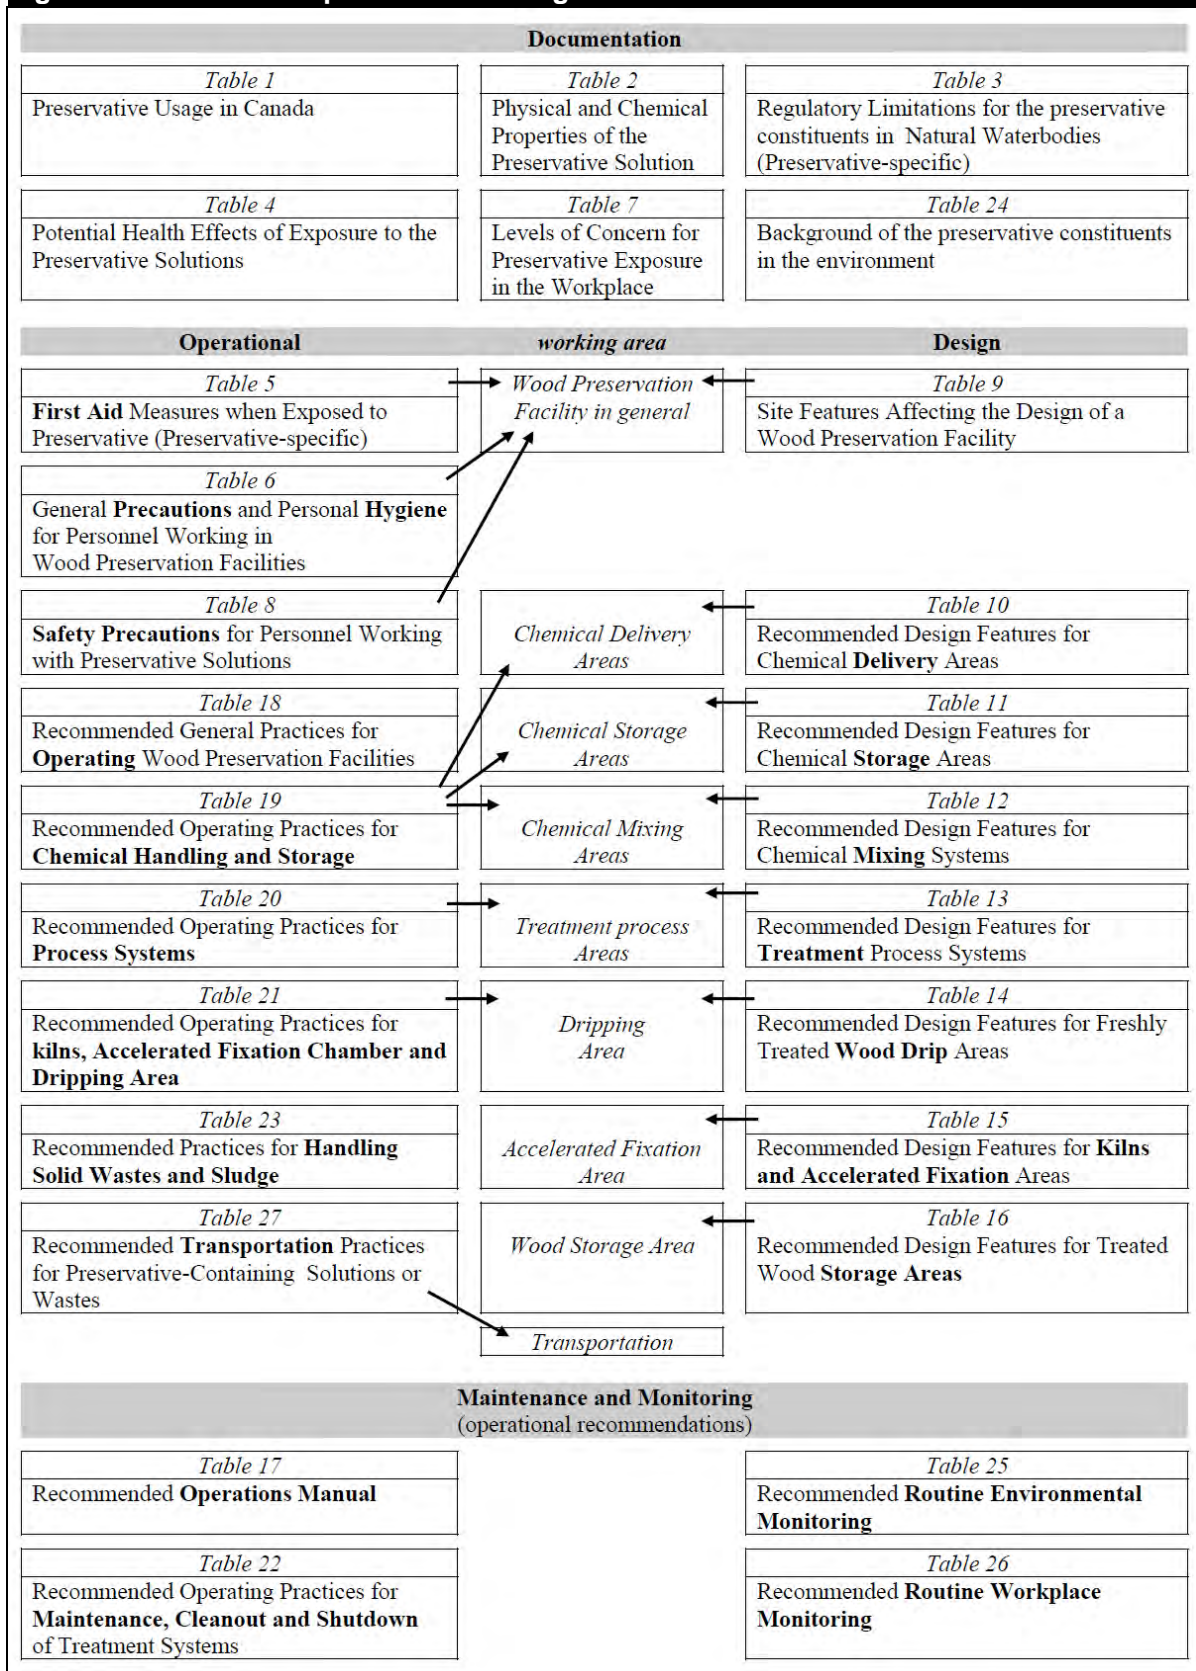 Documentation
Table 1
Preservative Usage in Canada
Table 2
Physical and Chemical
Properties of the
Preservative Solution
Table 3
Regulatory Limitations for the preservative
constituents in Natural Waterbodies
(Preservative-specific)
Table 4
Potential Health Effects of Exposure to the
Preservative Solutions
Table 7
Levels of Concern for
Preservative Exposure
in the Workplace
Table 24
Background of the preservative constituents
in the environment
Operational
working area
Design
Table 5
First Aid Measures when Exposed to
Preservative (Preservative-specific)
Wood Preservation
Facility in general
Table 9
Site Features Affecting the Design of a
Wood Preservation Facility
Table 6
General Precautions and Personal Hygiene
for Personnel Working in
Wood Preservation Facilities
Table 8
Safety Precautions for Personnel Working
with Preservative Solutions
Chemical Delivery
Areas
Table 10
Recommended Design Features for
Chemical Delivery Areas
Table 18
Recommended General Practices for
Operating Wood Preservation Facilities
Chemical Storage
Areas
Table 11
Recommended Design Features for
Chemical Storage Areas
Table 19
Recommended Operating Practices for
Chemical Handling and Storage
Chemical Mixing
Areas
Table 12
Recommended Design Features for
Chemical Mixing Systems
Table 20
Recommended Operating Practices for
Process Systems
Treatment process
Areas
Table 13
Recommended Design Features for
Treatment Process Systems
Table 21
Recommended Operating Practices for
kilns, Accelerated Fixation Chamber and
Dripping Area
Dripping
Area
Table 14
Recommended Design Features for Freshly
Treated Wood Drip Areas
Table 23
Recommended Practices for Handling
Solid Wastes and Sludge
Accelerated Fixation
Area
Table 15
Recommended Design Features for Kilns
and Accelerated Fixation Areas
Table 27
Recommended Transportation Practices
for Preservative-Containing Solutions or
Wastes
Wood Storage Area
Table 16
Recommended Design Features for Treated
Wood Storage Areas
Transportation
Maintenance and Monitoring
(operational recommendations)
Table 17
Recommended Operations Manual
Table 25
Recommended Routine Environmental
Monitoring
Table 22
Recommended Operating Practices for
Maintenance, Cleanout and Shutdown
of Treatment Systems
Table 26
Recommended Routine Workplace
Monitoring